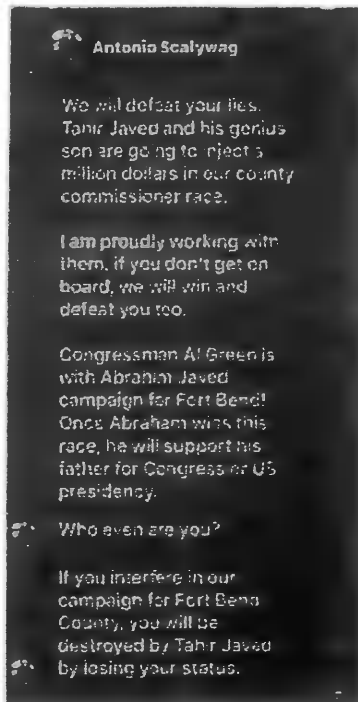 Antonio Scalywag
We will defeat your lies.
Tahir Javed and his genius
son are going to inject 5
million dollars in our county
commissioner race.
I am proudly working with
them, if you don't get on
board, we will win and
defeat you too.
Congressman Al Green is
with Abrahim Javed
campaign for Fort Bend!
Once Abraham wins this
race, he will support his
father for Congress or US
presidency.
Who even are you?
If you interfere in our
campaign for Fort Bend
County, you will be
destroyed by Tahir Javed
by losing your status.